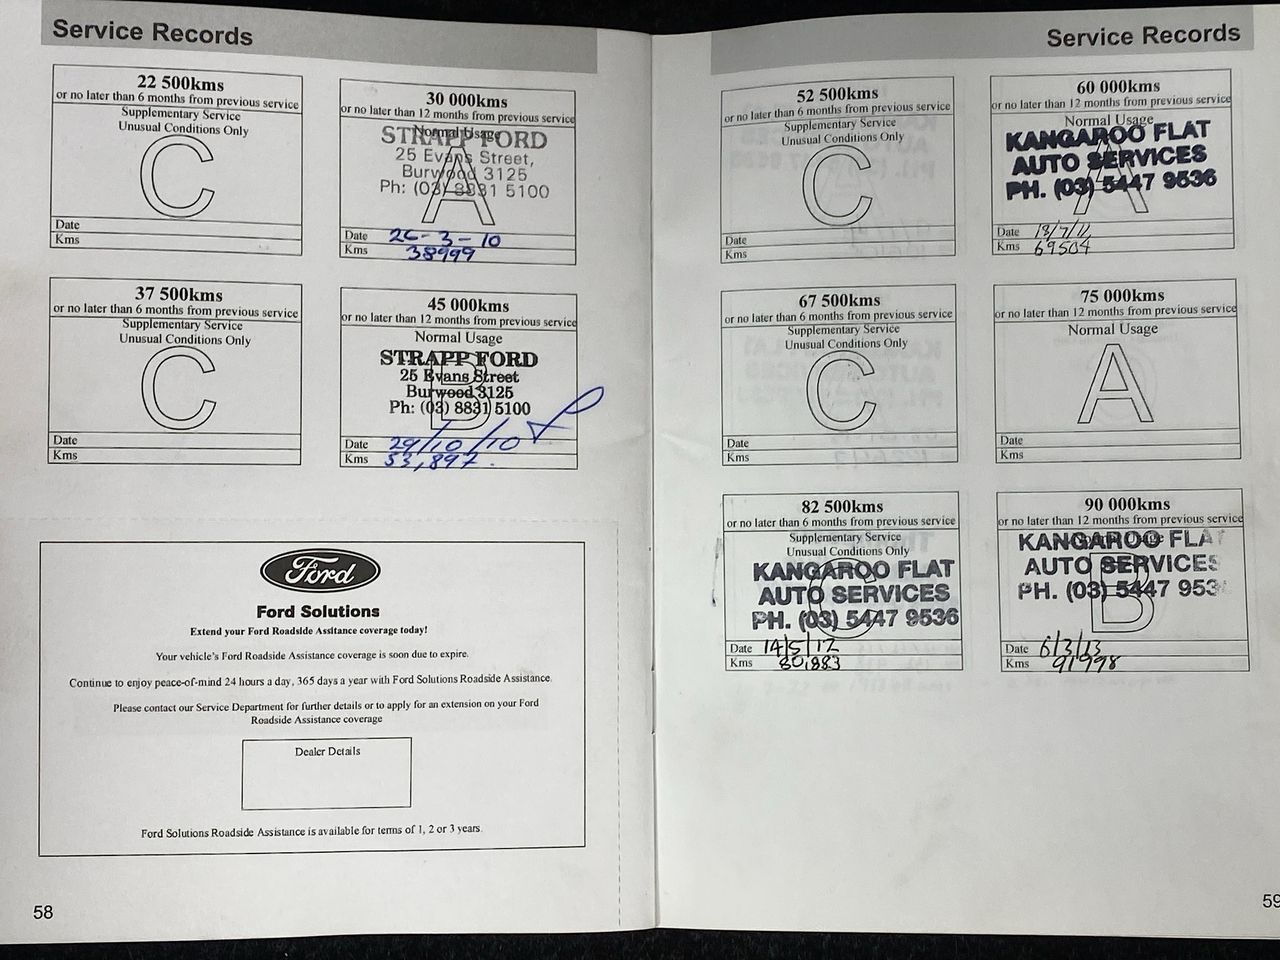 Service Records
22 500kms
or no later than 6 months from previous service
Supplementary Service
Unusual Conditions Only
C
Date
Kms
30 000kms
or no later than 12 months from previous service
Normal Usage
STRAPP FORD
25 Evans Street,
Burwood 3125
Ph: (03) 8831 5100
A
Date 26-3-10
Kms 38999
37 500kms
or no later than 6 months from previous service
Supplementary Service
Unusual Conditions Only
C
Date
Kms
45 000kms
or no later than 12 months from previous service
Normal Usage
STRAPP FORD
25 Evans Street
Burwood 3125
Ph: (03) 8831 5100
B
Date 29/10/10
Kms 53,897.
Ford
Ford Solutions
Extend your Ford Roadside Assitance coverage today!
Your vehicle's Ford Roadside Assistance coverage is soon due to expire.
Continue to enjoy peace-of-mind 24 hours a day, 365 days a year with Ford Solutions Roadside Assistance.
Please contact our Service Department for further details or to apply for an extension on your Ford
Roadside Assistance coverage
Dealer Details
Ford Solutions Roadside Assistance is available for terms of 1, 2 or 3 years.
58
Service Records
52 500kms
or no later than 6 months from previous service
Supplementary Service
Unusual Conditions Only
C
Date
Kms
60 000kms
or no later than 12 months from previous service
Normal Usage
KANGAROO FLAT
AUTO SERVICES
PH. (03) 5447 9536
A
Date 13/7/11
Kms 69504
67 500kms
or no later than 6 months from previous service
Supplementary Service
Unusual Conditions Only
C
Date
Kms
75 000kms
or no later than 12 months from previous service
Normal Usage
A
Date
Kms
82 500kms
or no later than 6 months from previous service
Supplementary Service
Unusual Conditions Only
KANGAROO FLAT
AUTO SERVICES
PH. (03) 5447 9536
C
Date 14/5/12
Kms 80,883
90 000kms
or no later than 12 months from previous service
Normal Usage
KANGAROO FLAT
AUTO SERVICES
PH. (03) 5447 953
B
Date 6/3/13
Kms 91998
59